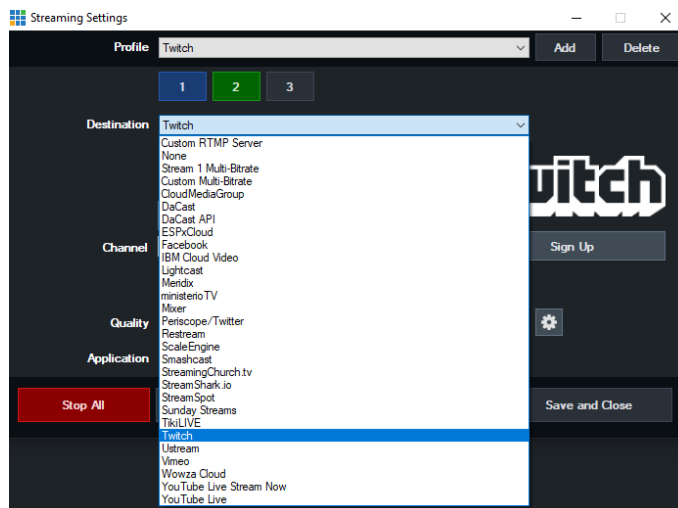 Streaming Settings
Profile Twitch Add Delete
1 2 3
Destination Twitch
Custom RTMP Server
None
Stream 1 Multi-Bitrate
Custom Multi-Bitrate
CloudMediaGroup
DaCast
DaCast API
ESPxCloud
Channel Facebook Sign Up
IBM Cloud Video
Lightcast
Meridix
ministerioTV
Mixer
Quality Periscope/Twitter
Restream
ScaleEngine
Application Smashcast
StreamingChurch.tv
StreamShark.io
StreamSpot
Stop All Sunday Streams Save and Close
TikiLIVE
Twitch
Ustream
Vimeo
Wowza Cloud
YouTube Live Stream Now
YouTube Live